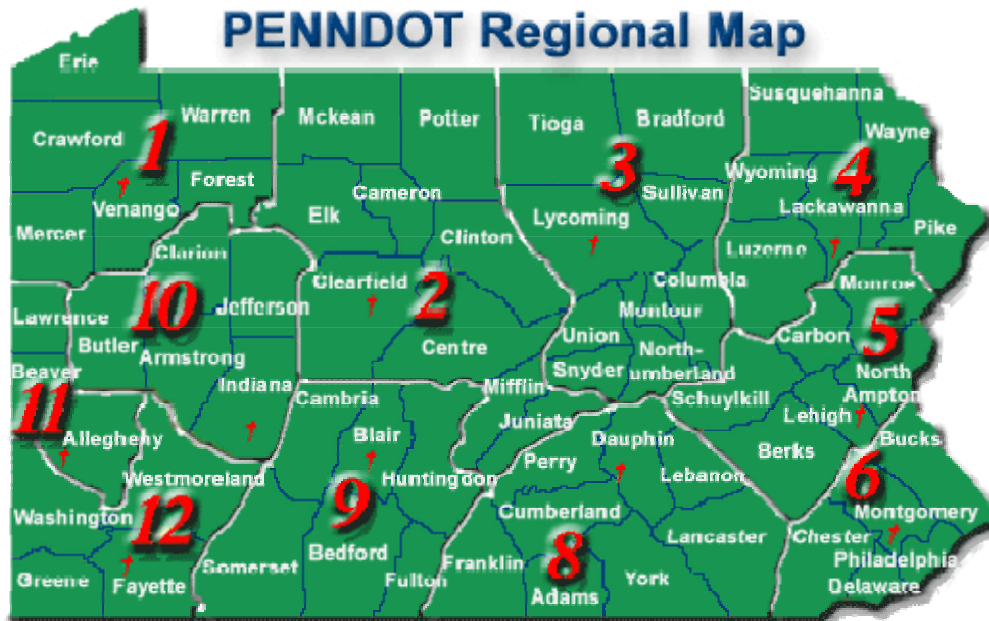 PENNDOT Regional Map
Erie
Crawford
Warren
1
Forest
Venango
Mercer
Mckean
Potter
Cameron
Elk
Clinton
Clearfield
2
Centre
Mifflin
Juniata
Tioga
Bradford
3
Sullivan
Lycoming
Columbia
Montour
Union
North-
umberland
Snyder
Susquehanna
Wayne
Wyoming
4
Lackawanna
Pike
Luzerne
Monroe
Carbon
5
North
Ampton
Schuylkill
Lehigh
Berks
Bucks
6
Montgomery
Chester
Philadelphia
Delaware
Dauphin
Perry
Lebanon
Cumberland
Lancaster
Franklin
8
York
Adams
Cambria
Blair
Huntingdon
9
Bedford
Somerset
Fulton
Clarion
10
Jefferson
Butler
Armstrong
Indiana
Lawrence
Beaver
11
Allegheny
Westmoreland
Washington
12
Greene
Fayette